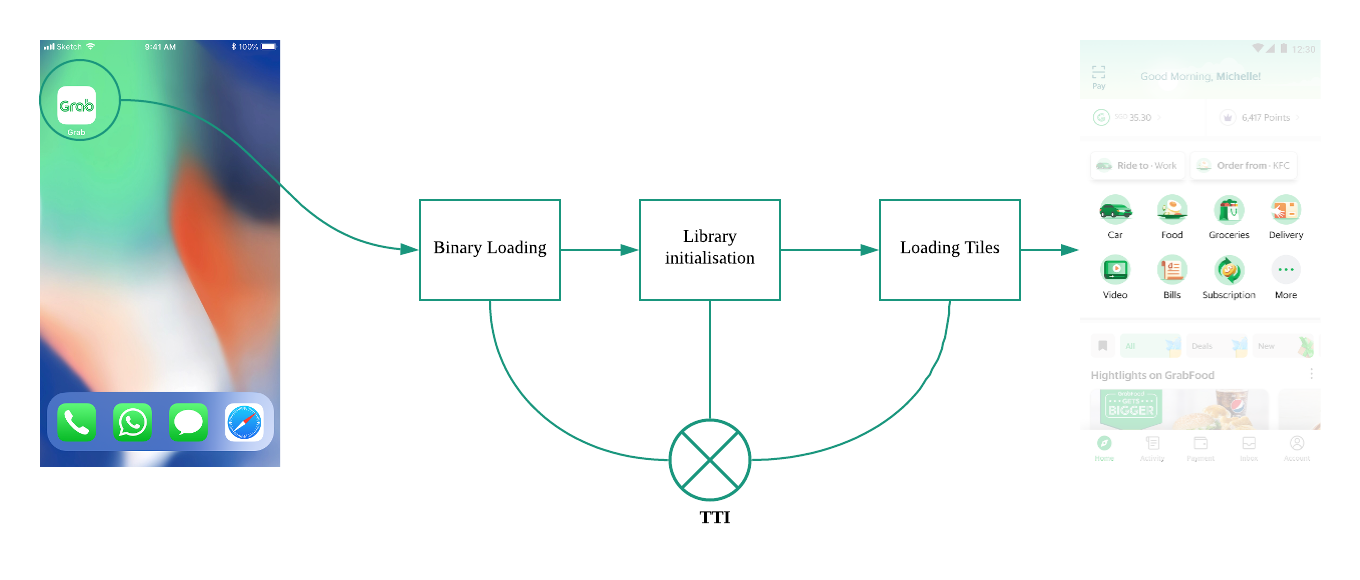 Sketch 9:41 AM 100%
Grab
Grab
Binary Loading
Library
initialisation
Loading Tiles
TTI
12:30
Good Morning, Michelle!
Pay
G SGD 35.30 6,417 Points
Ride to · Work Order from · KFC
Car Food Groceries Delivery
Video Bills Subscription More
All Deals New
Hightlights on GrabFood
GETS
BIGGER
Home Activity Payment Inbox Account